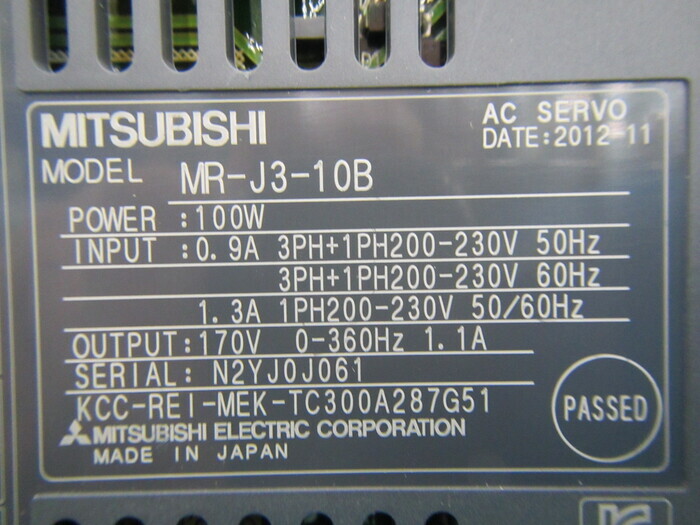 MITSUBISHI
AC SERVO
DATE:2012-11
MODEL MR-J3-10B
POWER :100W
INPUT :0.9A 3PH+1PH200-230V 50Hz
3PH+1PH200-230V 60Hz
1.3A 1PH200-230V 50/60Hz
OUTPUT:170V 0-360Hz 1.1A
SERIAL: N2YJ0J061
KCC-REI-MEK-TC300A287G51
PASSED
MITSUBISHI ELECTRIC CORPORATION
MADE IN JAPAN